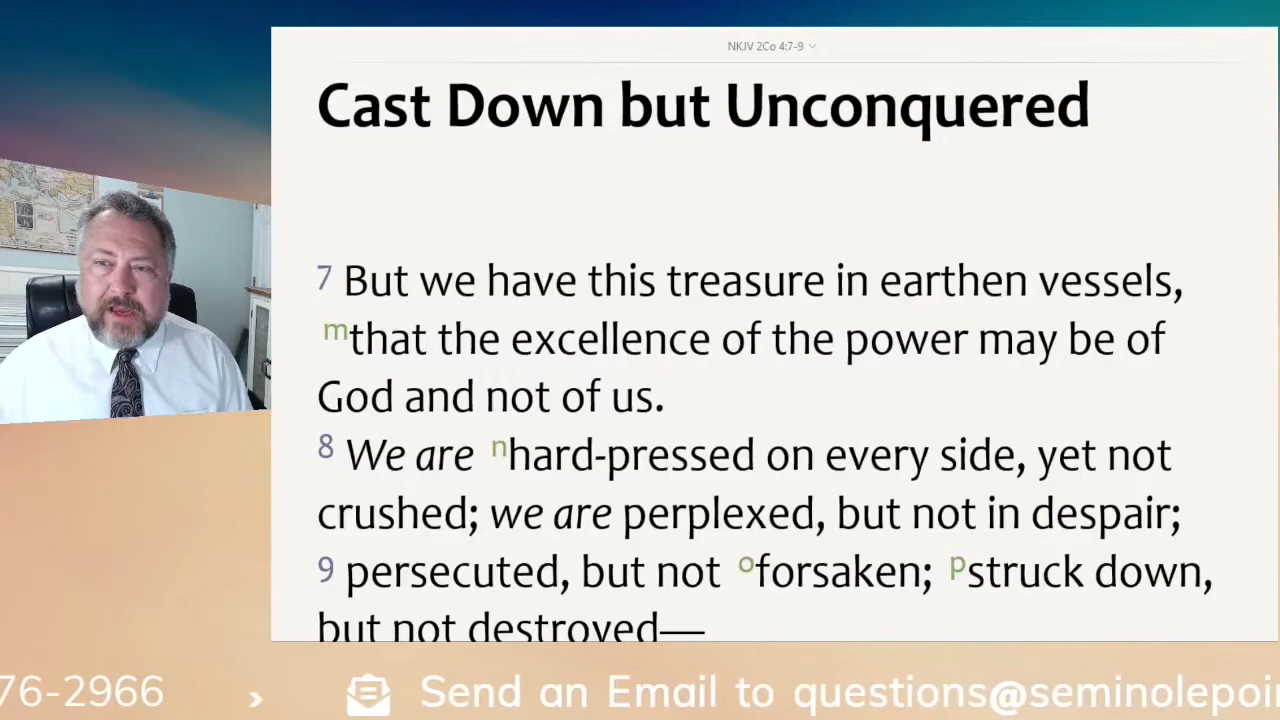 NKJV 2Co 4:7-9
Cast Down but Unconquered
7 But we have this treasure in earthen vessels,
mthat the excellence of the power may be of
God and not of us.
8 We are nhard-pressed on every side, yet not
crushed; we are perplexed, but not in despair;
9 persecuted, but not oforsaken; pstruck down,
but not destroyed—
76-2966 › Send an Email to questions@seminolepoi